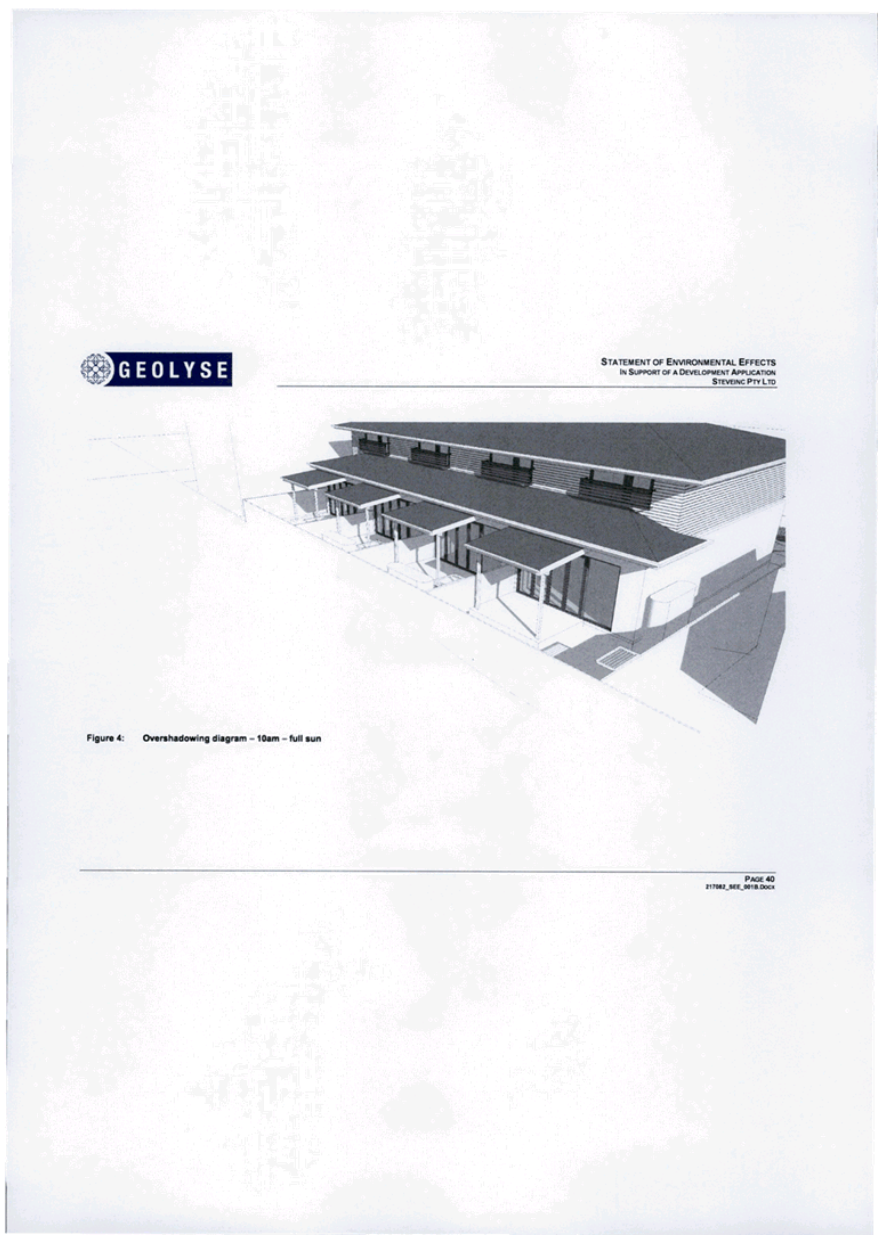 GEOLYSE
STATEMENT OF ENVIRONMENTAL EFFECTS
IN SUPPORT OF A DEVELOPMENT APPLICATION
STEVEINC PTY LTD
Figure 4: Overshadowing diagram – 10am – full sun
PAGE 40
217082_SEE_001B.Docx